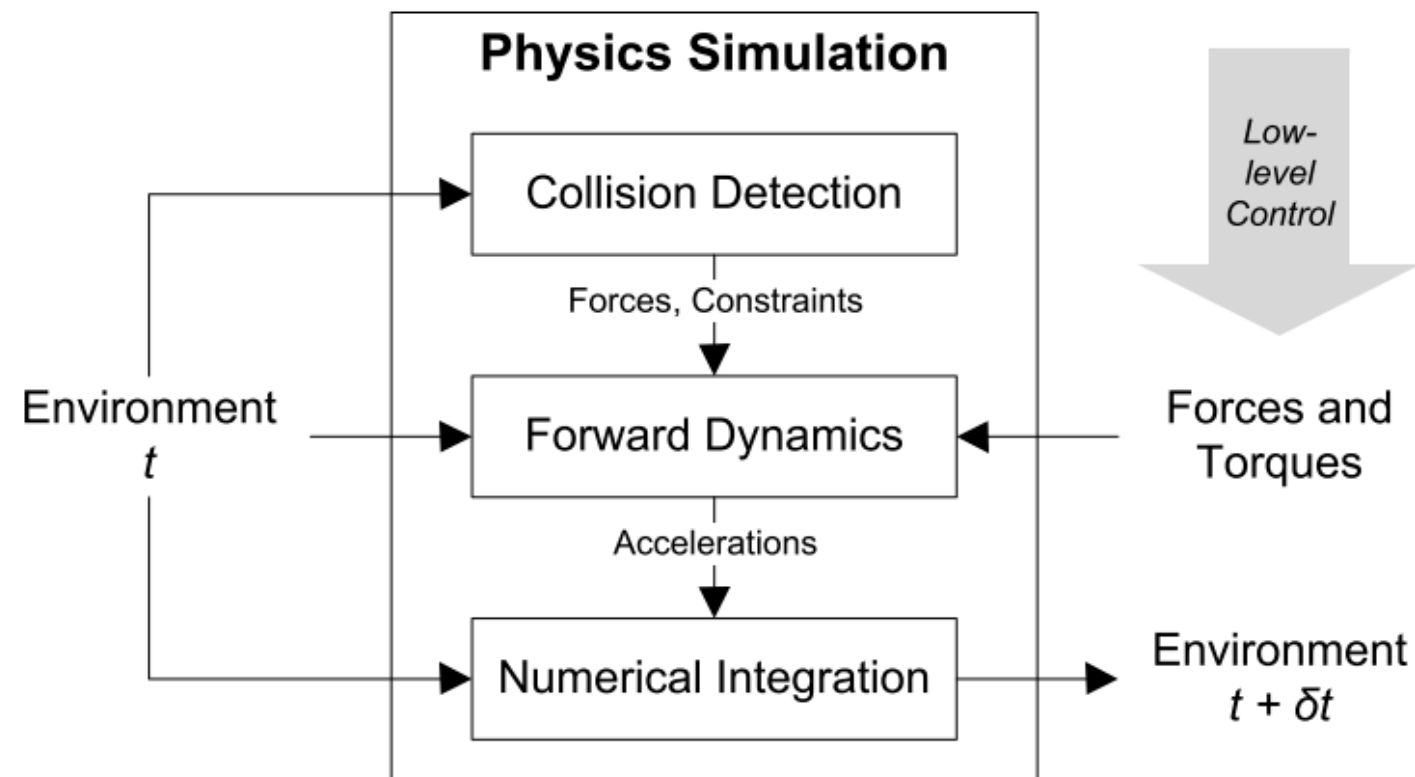 Physics Simulation
Low-
level
Control
Collision Detection
Forces, Constraints
Environment
t
Forward Dynamics
Forces and
Torques
Accelerations
Numerical Integration
Environment
t + δt